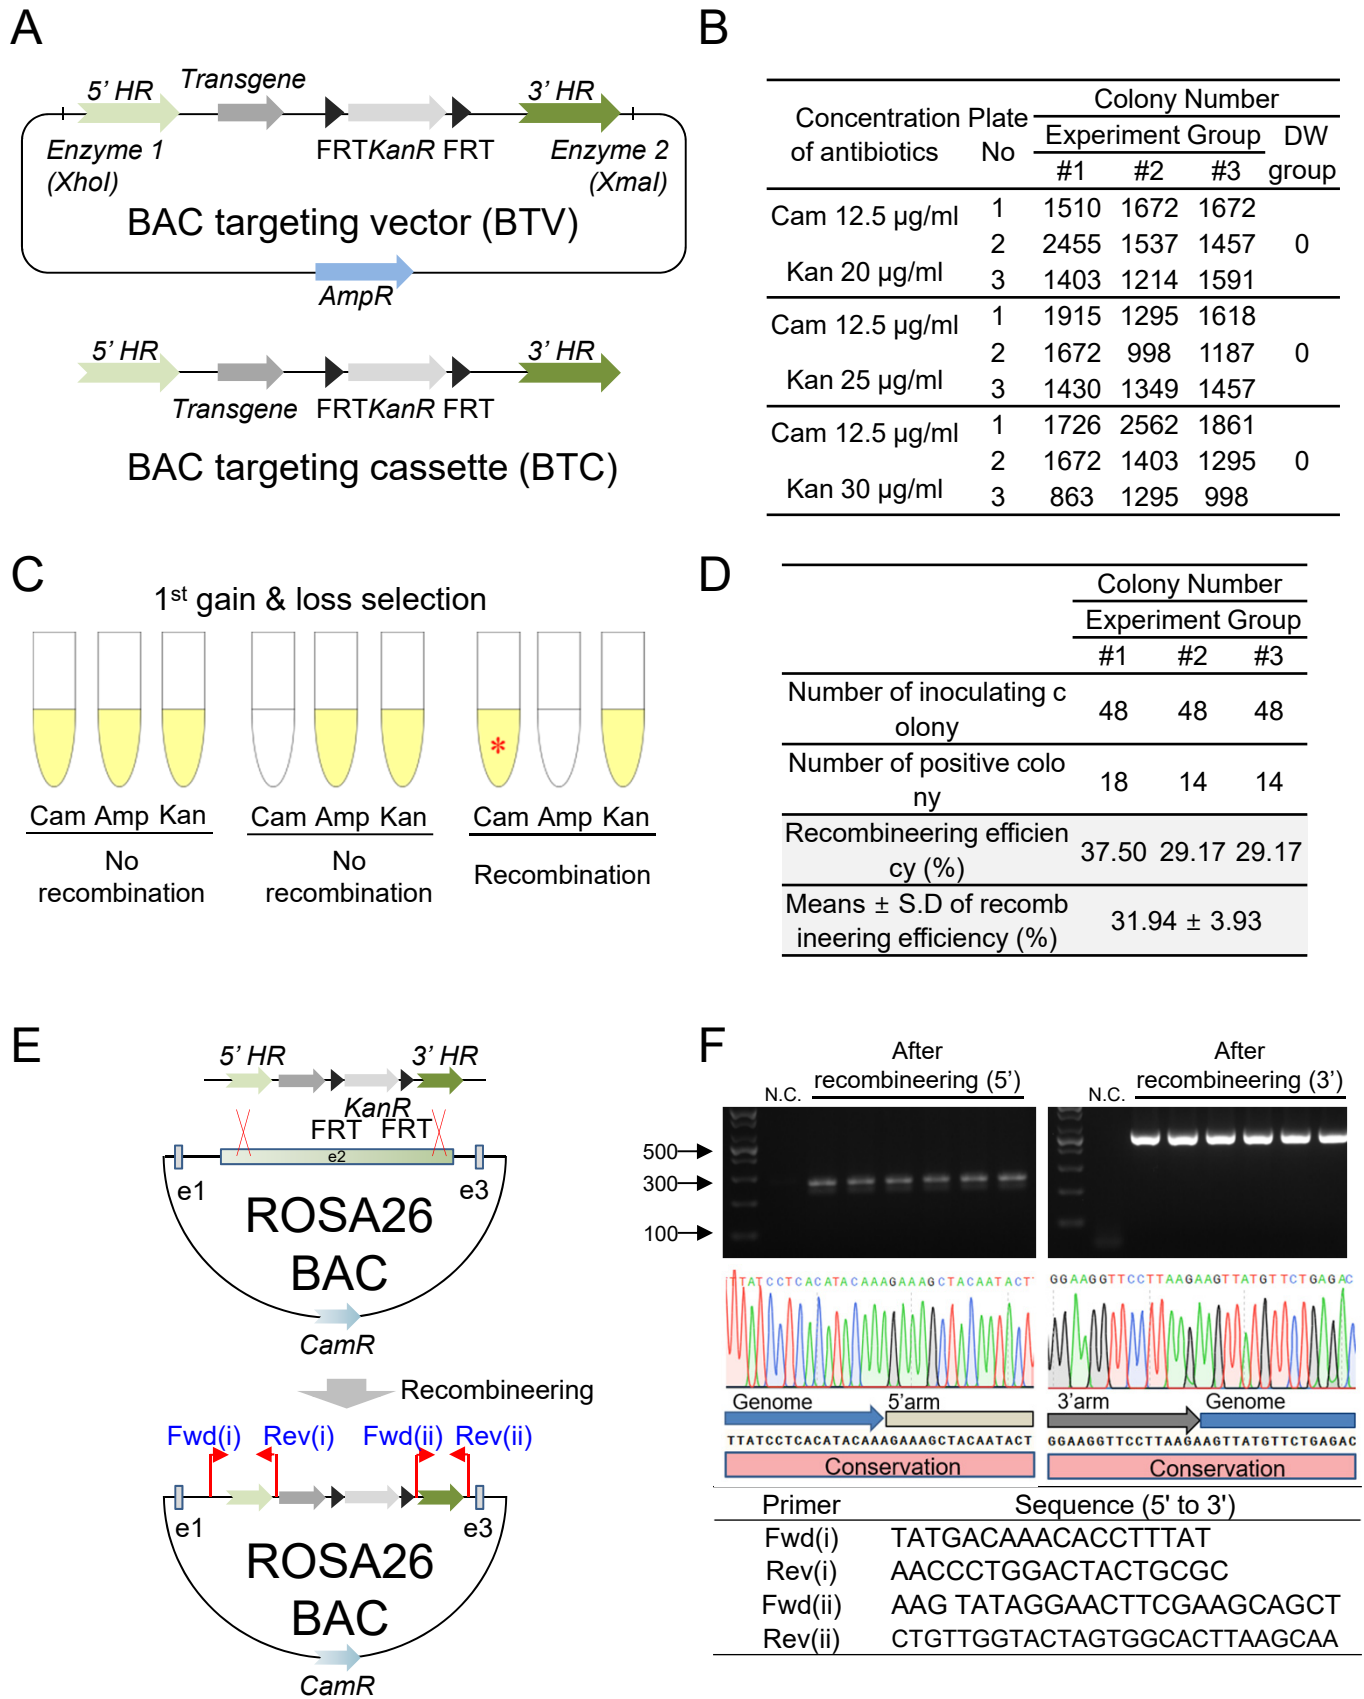 A
5' HR
Transgene
3' HR
Enzyme 1
(XhoI)
FRT KanR FRT
Enzyme 2
(XmaI)
BAC targeting vector (BTV)
AmpR
5' HR
3' HR
Transgene
FRT KanR FRT
BAC targeting cassette (BTC)
B
Concentration of antibiotics
Plate No
Colony Number
Experiment Group
DW group
#1 #2 #3
Cam 12.5 µg/ml
Kan 20 µg/ml
1 1510 1672 1672
2 2455 1537 1457 0
3 1403 1214 1591
Cam 12.5 µg/ml
Kan 25 µg/ml
1 1915 1295 1618
2 1672 998 1187 0
3 1430 1349 1457
Cam 12.5 µg/ml
Kan 30 µg/ml
1 1726 2562 1861
2 1672 1403 1295 0
3 863 1295 998
C
1st gain & loss selection
*
Cam Amp Kan
No
recombination
Cam Amp Kan
No
recombination
Cam Amp Kan
Recombination
D
Colony Number
Experiment Group
#1 #2 #3
Number of inoculating c
olony
48 48 48
Number of positive colo
ny
18 14 14
Recombineering efficien
cy (%)
37.50 29.17 29.17
Means ± S.D of recomb
ineering efficiency (%)
31.94 ± 3.93
E
5' HR
3' HR
KanR
FRT FRT
e2
e1
e3
ROSA26
BAC
CamR
Recombineering
Fwd(i) Rev(i) Fwd(ii) Rev(ii)
e1
e3
ROSA26
BAC
CamR
F
After
recombineering (5')
N.C.
After
recombineering (3')
N.C.
500
300
100
TTATCCTCACATACAAAGAAAGCTACAATACT
GGAAGGTTCCTTAAGAAGTTATGTTCTGAGAC
Genome
5'arm
TTATCCTCACATACAAAGAAAGCTACAATACT
Conservation
3'arm
Genome
GGAAGGTTCCTTAAGAAGTTATGTTCTGAGAC
Conservation
Primer Sequence (5' to 3')
Fwd(i) TATGACAAACACCTTTAT
Rev(i) AACCCTGGACTACTGCGC
Fwd(ii) AAG TATAGGAACTTCGAAGCAGCT
Rev(ii) CTGTTGGTACTAGTGGCACTTAAGCAA